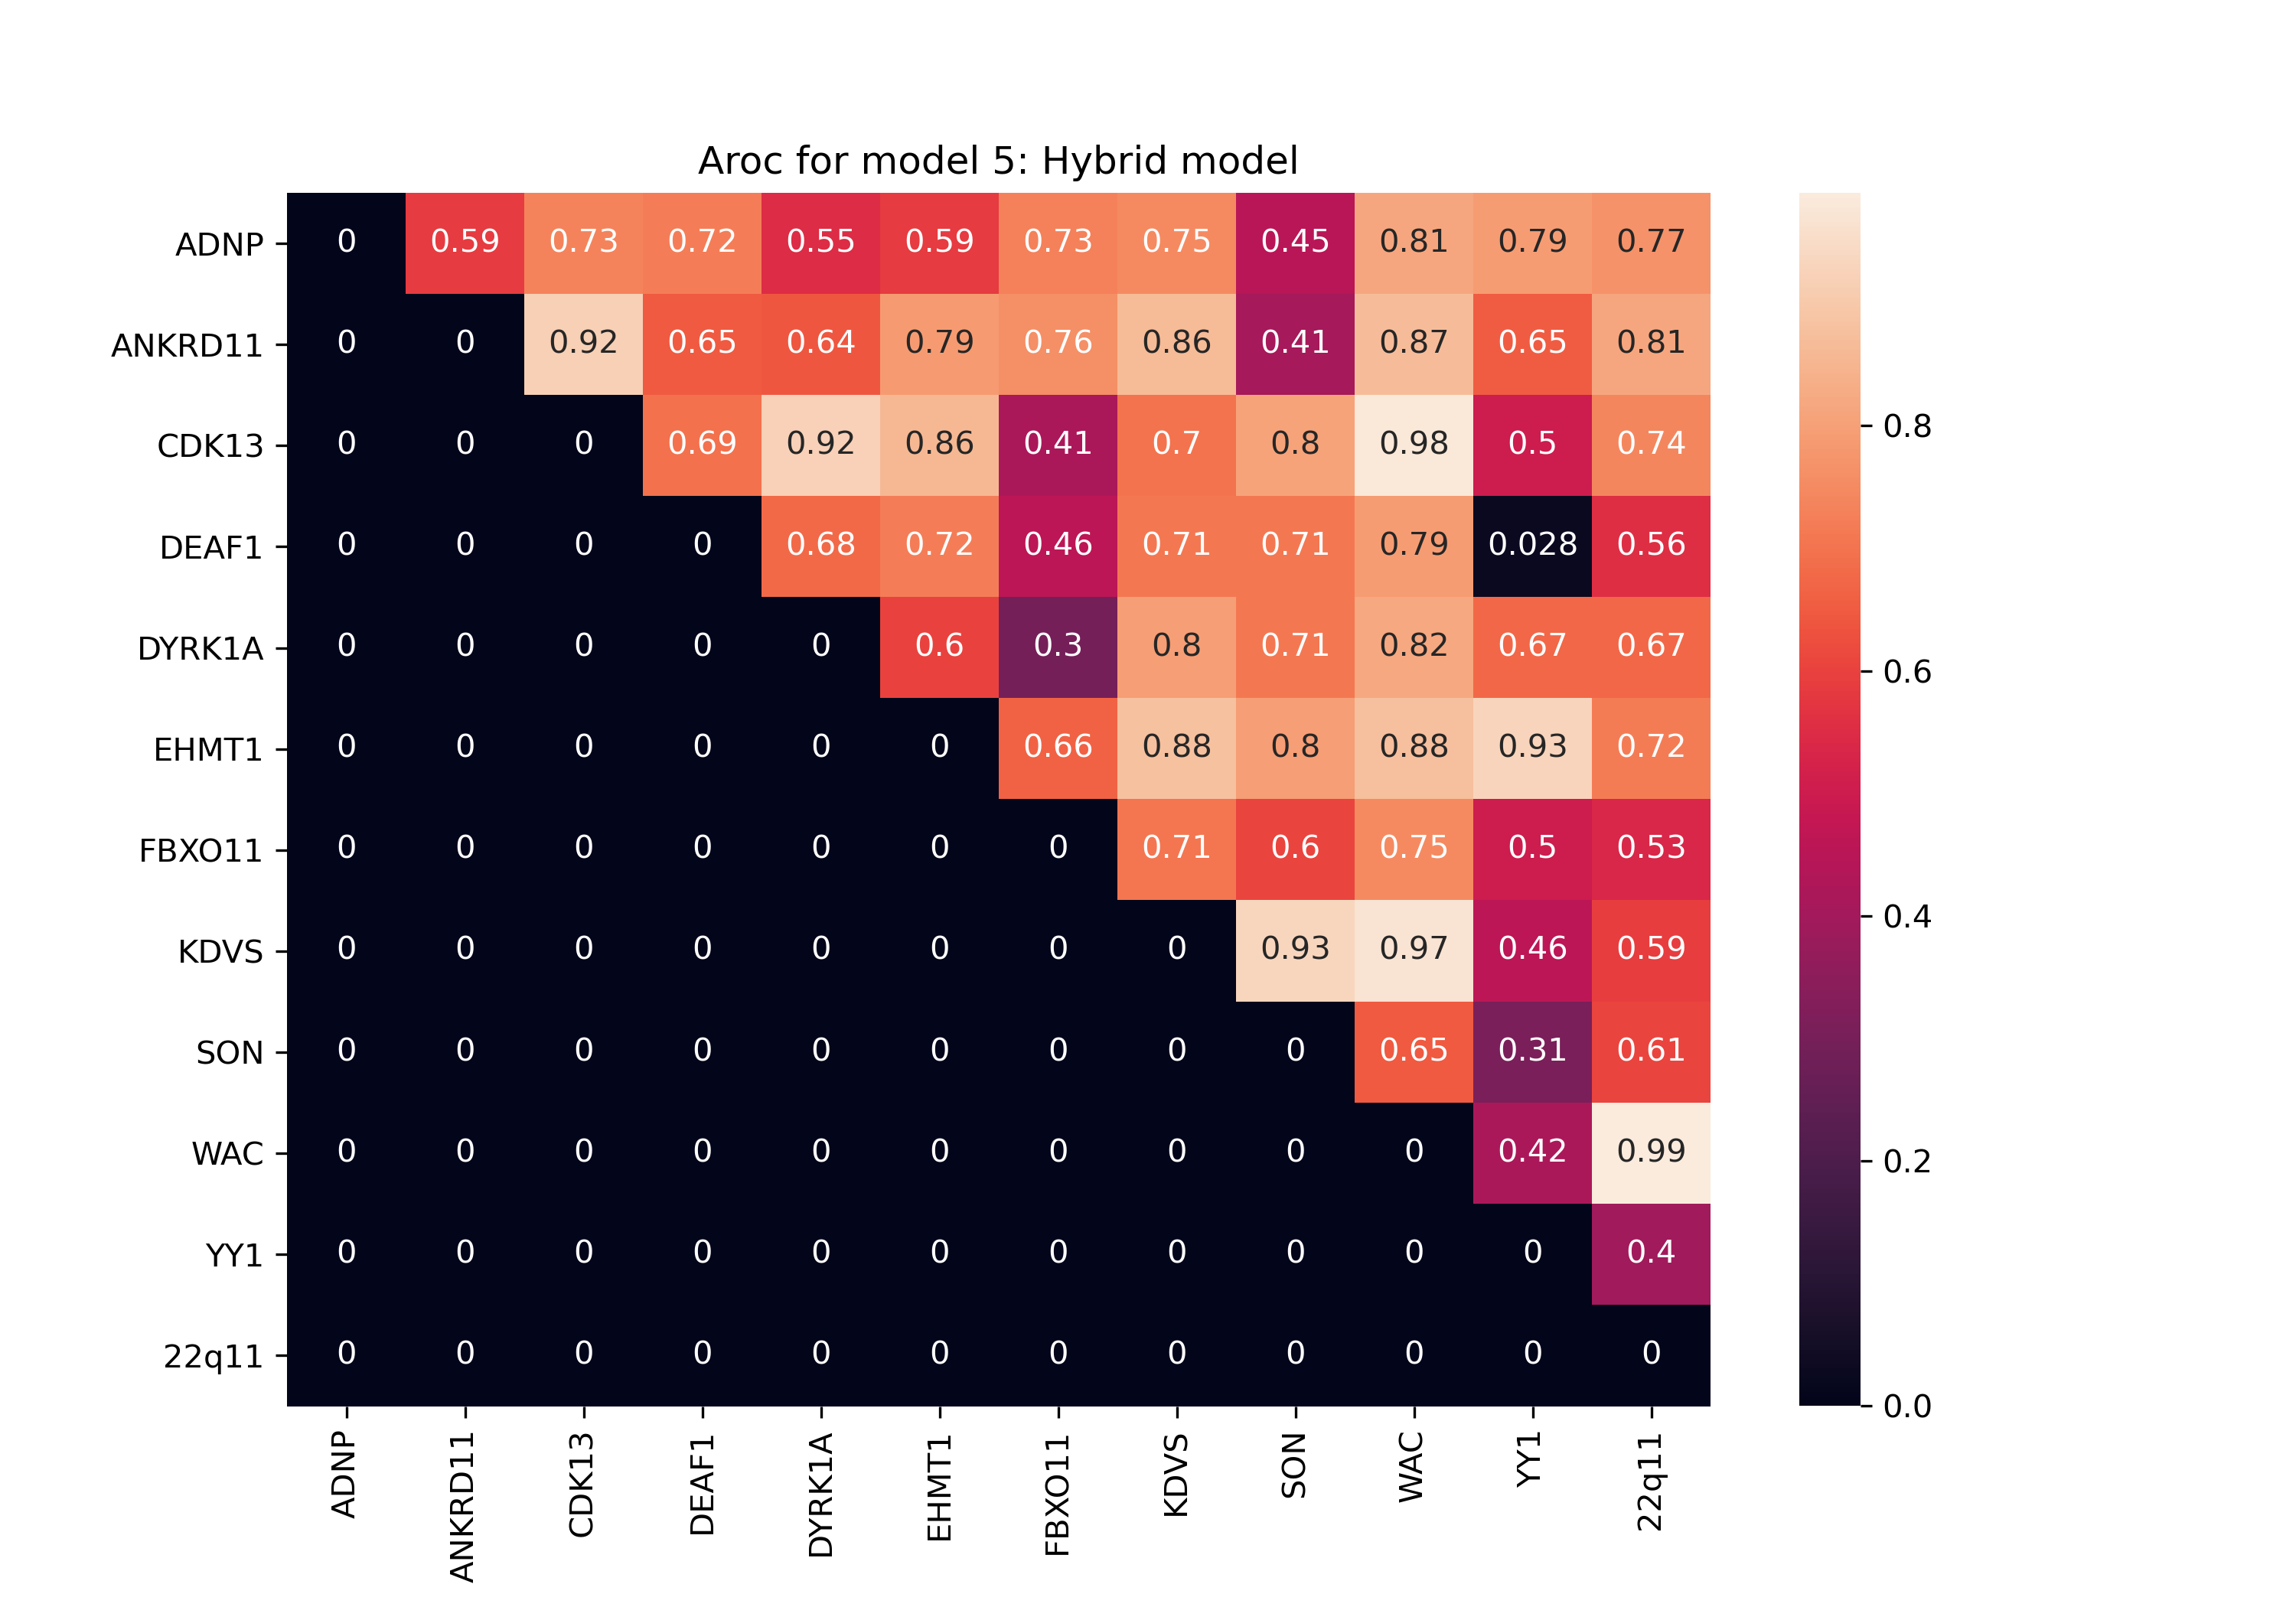 Aroc for model 5: Hybrid model
ADNP 0 0.59 0.73 0.72 0.55 0.59 0.73 0.75 0.45 0.81 0.79 0.77
ANKRD11 0 0 0.92 0.65 0.64 0.79 0.76 0.86 0.41 0.87 0.65 0.81
CDK13 0 0 0 0.69 0.92 0.86 0.41 0.7 0.8 0.98 0.5 0.74
DEAF1 0 0 0 0 0.68 0.72 0.46 0.71 0.71 0.79 0.028 0.56
DYRK1A 0 0 0 0 0 0.6 0.3 0.8 0.71 0.82 0.67 0.67
EHMT1 0 0 0 0 0 0 0.66 0.88 0.8 0.88 0.93 0.72
FBXO11 0 0 0 0 0 0 0 0.71 0.6 0.75 0.5 0.53
KDVS 0 0 0 0 0 0 0 0 0.93 0.97 0.46 0.59
SON 0 0 0 0 0 0 0 0 0 0.65 0.31 0.61
WAC 0 0 0 0 0 0 0 0 0 0 0.42 0.99
YY1 0 0 0 0 0 0 0 0 0 0 0 0.4
22q11 0 0 0 0 0 0 0 0 0 0 0 0
ADNP ANKRD11 CDK13 DEAF1 DYRK1A EHMT1 FBXO11 KDVS SON WAC YY1 22q11
0.8
0.6
0.4
0.2
0.0